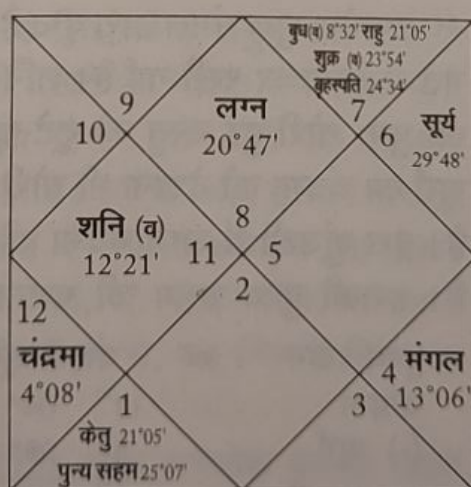 बुध(व) 8°32' राहु 21°05'
शुक्र (व) 23°54'
बृहस्पति 24°34'
9
लग्न
7
10
20°47'
6
सूर्य
29°48'
8
शनि (व)
11
5
12°21'
2
12
चंद्रमा
4
मंगल
4°08'
1
3
13°06'
केतु 21°05'
पुन्य सहम 25°07'